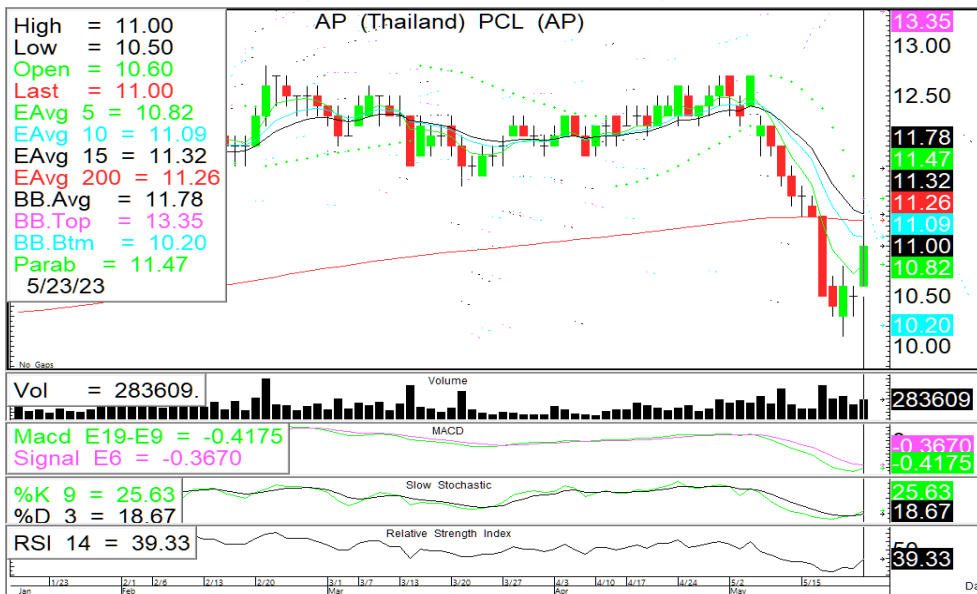 AP (Thailand) PCL (AP)
High = 11.00
Low = 10.50
Open = 10.60
Last = 11.00
EAvg 5 = 10.82
EAvg 10 = 11.09
EAvg 15 = 11.32
EAvg 200 = 11.26
BB.Avg = 11.78
BB.Top = 13.35
BB.Btm = 10.20
Parab = 11.47
5/23/23
13.35
13.00
12.50
11.78
11.47
11.32
11.26
11.09
11.00
10.82
10.50
10.20
10.00
No Gaps
Volume
Vol = 283609.
283609
MACD
Macd E19-E9 = -0.4175
Signal E6 = -0.3670
-0.3670
-0.4175
Slow Stochastic
%K 9 = 25.63
%D 3 = 18.67
25.63
18.67
Relative Strength Index
RSI 14 = 39.33
39.33
1/23 2/1 2/6 2/13 2/20 3/1 3/7 3/13 3/20 3/27 4/3 4/10 4/17 4/24 5/2 5/15
Jan Feb Mar Apr May